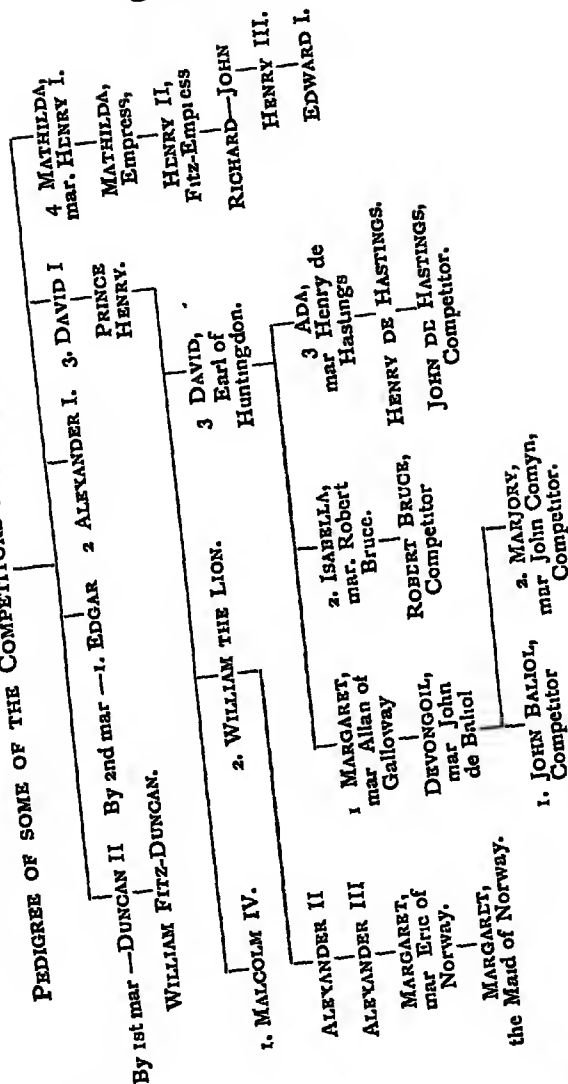 PEDIGREE OF SOME OF THE
By 1st mar —DUNCAN II
WILLIAM FITZ-DUNCAN.
By 2nd mar —1. EDGAR
2 ALEXANDER I.
3. DAVID I
PRINCE
HENRY.
4 MATHILDA,
mar. HENRY I.
MATHILDA,
Empress,
HENRY II,
Fitz-Empress
RICHARD—JOHN
HENRY III.
EDWARD I.
1. MALCOLM IV.
2. WILLIAM THE LION.
3 DAVID,
Earl of
Huntingdon.
ALEXANDER II
ALEXANDER III
MARGARET,
mar Eric of
Norway.
MARGARET,
the Maid of Norway.
1 MARGARET,
mar Allan of
Galloway
DEVONGOIL,
mar John
de Baliol
2. ISABELLA,
mar. Robert
Bruce.
ROBERT BRUCE,
Competitor
3 ADA,
mar Henry de
Hastings
HENRY DE HASTINGS.
JOHN DE HASTINGS,
Competitor.
1. JOHN BALIOL,
Competitor
2. MARJORY,
mar John Comyn,
Competitor.